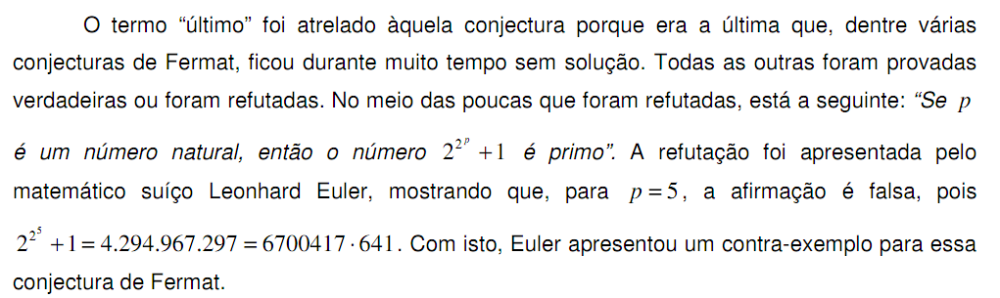 O termo “último” foi atrelado àquela conjectura porque era a última que, dentre várias
conjecturas de Fermat, ficou durante muito tempo sem solução. Todas as outras foram provadas
verdadeiras ou foram refutadas. No meio das poucas que foram refutadas, está a seguinte: “Se p
é um número natural, então o número 2^{2^p} + 1 é primo”. A refutação foi apresentada pelo
matemático suíço Leonhard Euler, mostrando que, para p = 5, a afirmação é falsa, pois
2^{2^5} + 1 = 4.294.967.297 = 6700417 · 641. Com isto, Euler apresentou um contra-exemplo para essa
conjectura de Fermat.